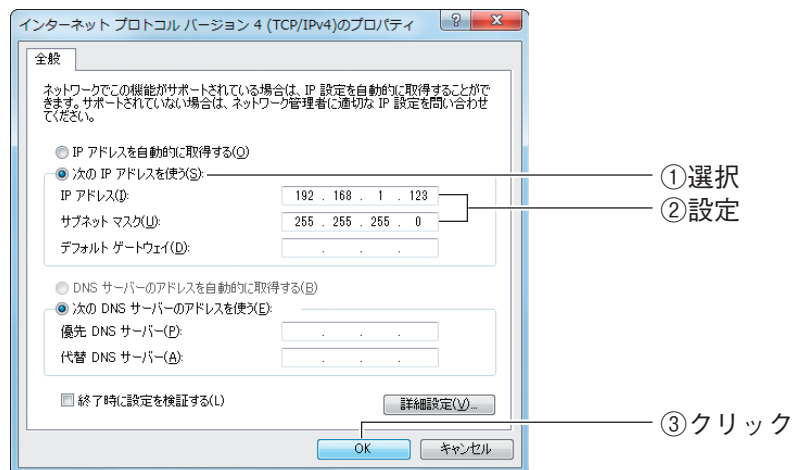 インターネット プロトコル バージョン 4 (TCP/IPv4)のプロパティ
全般
ネットワークでこの機能がサポートされている場合は、IP 設定を自動的に取得することがで
きます。サポートされていない場合は、ネットワーク管理者に適切な IP 設定を問い合わせ
てください。
IP アドレスを自動的に取得する(O)
次の IP アドレスを使う(S):
①選択
IP アドレス(I):
192 . 168 . 1 . 123
②設定
サブネット マスク(U):
255 . 255 . 255 . 0
デフォルト ゲートウェイ(D):
. . .
DNS サーバーのアドレスを自動的に取得する(B)
次の DNS サーバーのアドレスを使う(E):
優先 DNS サーバー(P):
. . .
代替 DNS サーバー(A):
. . .
終了時に設定を検証する(L)
詳細設定(V)...
③クリック
OK
キャンセル